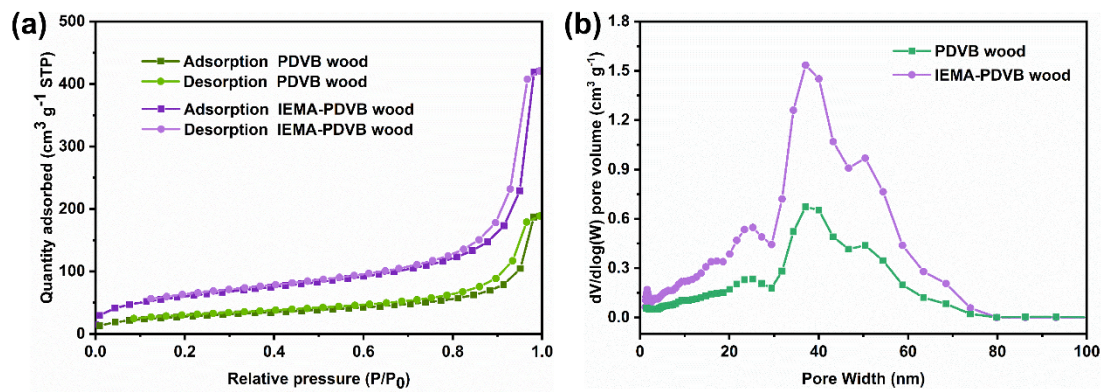 (a)
500
400
300
200
100
0
Quantity adsorbed (cm³ g⁻¹ STP)
Adsorption PDVB wood
Desorption PDVB wood
Adsorption IEMA-PDVB wood
Desorption IEMA-PDVB wood
0.0 0.2 0.4 0.6 0.8 1.0
Relative pressure (P/P₀)
(b)
1.5
1.2
0.9
0.6
0.3
0.0
dV/dlog(W) pore volume (cm³ g⁻¹)
PDVB wood
IEMA-PDVB wood
0 20 40 60 80 100
Pore Width (nm)